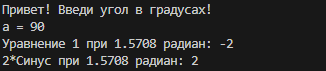 Привет! Введи угол в градусах!
a = 90
Уравнение 1 при 1.5708 радиан: -2
2*Синус при 1.5708 радиан: 2